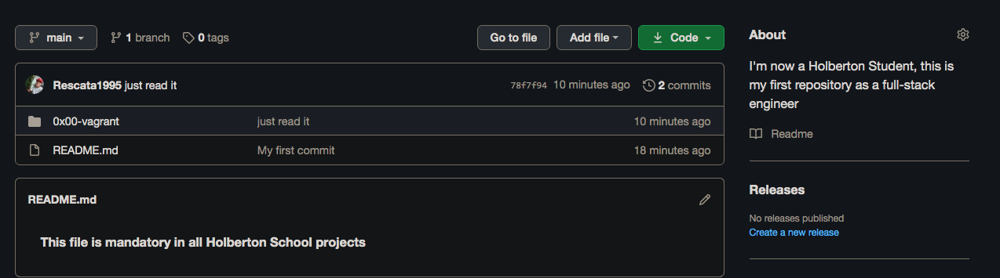 main 1 branch 0 tags Go to file Add file Code
Rescata1995 just read it 78f7f94 10 minutes ago 2 commits
0x00-vagrant just read it 10 minutes ago
README.md My first commit 18 minutes ago
README.md
This file is mandatory in all Holberton School projects
About
I'm now a Holberton Student, this is
my first repository as a full-stack
engineer
Readme
Releases
No releases published
Create a new release